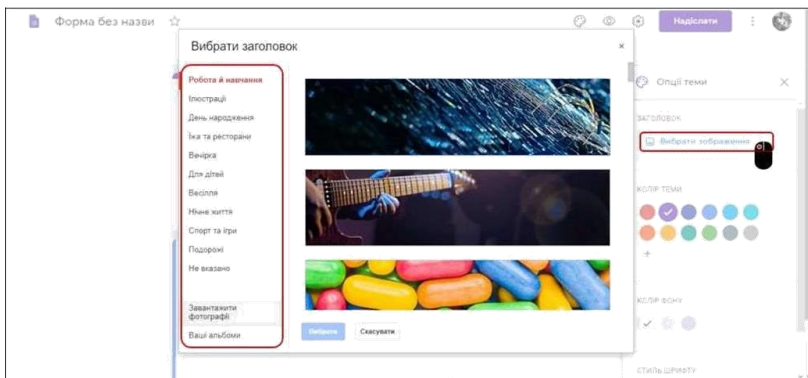 Форма без назви
Надіслати
Вибрати заголовок
Робота й навчання
Ілюстрації
День народження
Їжа та ресторани
Вечірка
Для дітей
Весілля
Нічне життя
Спорт та ігри
Подорожі
Не вказано
Завантажити
фотографії
Ваші альбоми
Вибрати
Скасувати
Опції теми
ЗАГОЛОВОК
Вибрати зображення
КОЛІР ТЕМИ
КОЛІР ФОНУ
СТИЛЬ ШРИФТУ